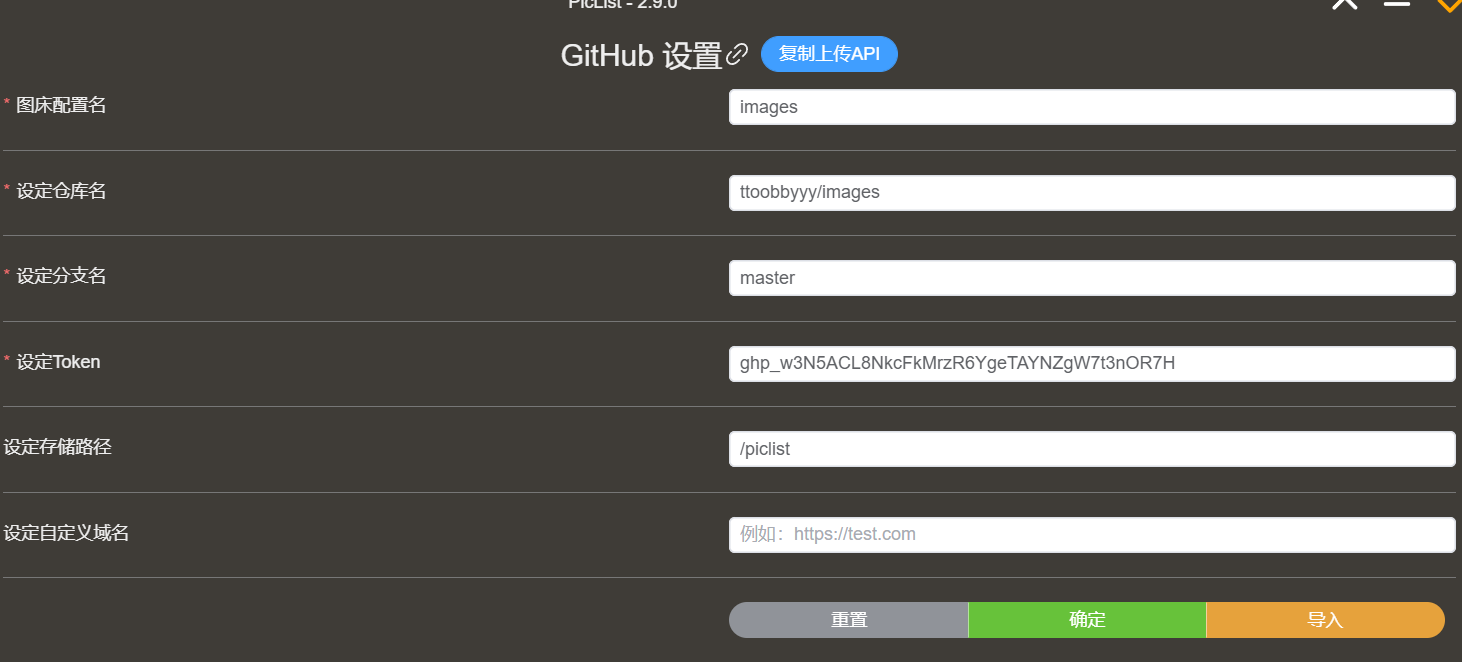 PicList - 2.9.0
GitHub 设置 复制上传API
* 图床配置名 images
* 设定仓库名 ttoobbyyy/images
* 设定分支名 master
* 设定Token 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
设定存储路径 /piclist
设定自定义域名 例如：https://test.com
重置 确定 导入